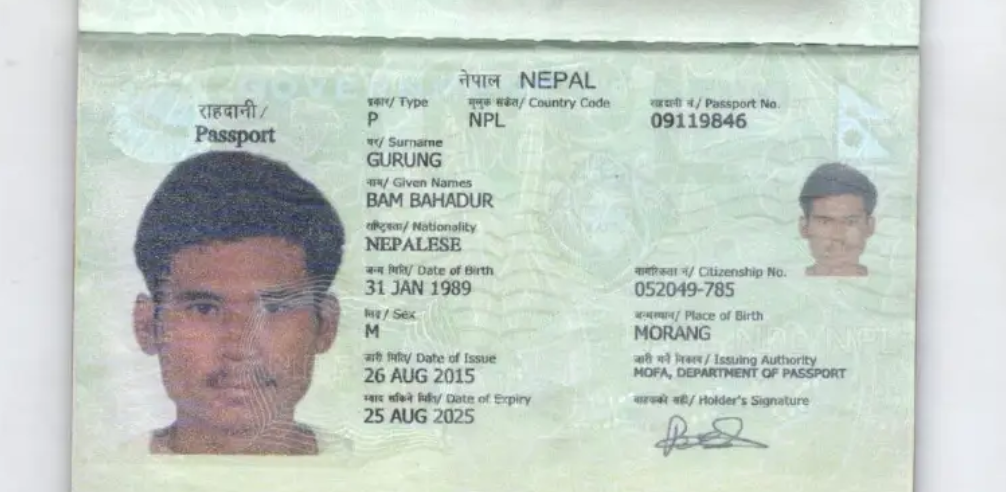 नेपाल NEPAL
राहदानी/
Passport
प्रकार/ Type
P
मुलुक संकेत/ Country Code
NPL
राहदानी नं./ Passport No.
09119846
थर/ Surname
GURUNG
नाम/ Given Names
BAM BAHADUR
राष्ट्रियता/ Nationality
NEPALESE
जन्म मिति/ Date of Birth
31 JAN 1989
नागरिकता नं/ Citizenship No.
052049-785
लिङ्ग/ Sex
M
जन्मस्थान/ Place of Birth
MORANG
जारी मिति/ Date of Issue
26 AUG 2015
जारी गर्ने निकाय/ Issuing Authority
MOFA, DEPARTMENT OF PASSPORT
/ Date of Expiry
25 AUG 2025
/ Holder's Signature